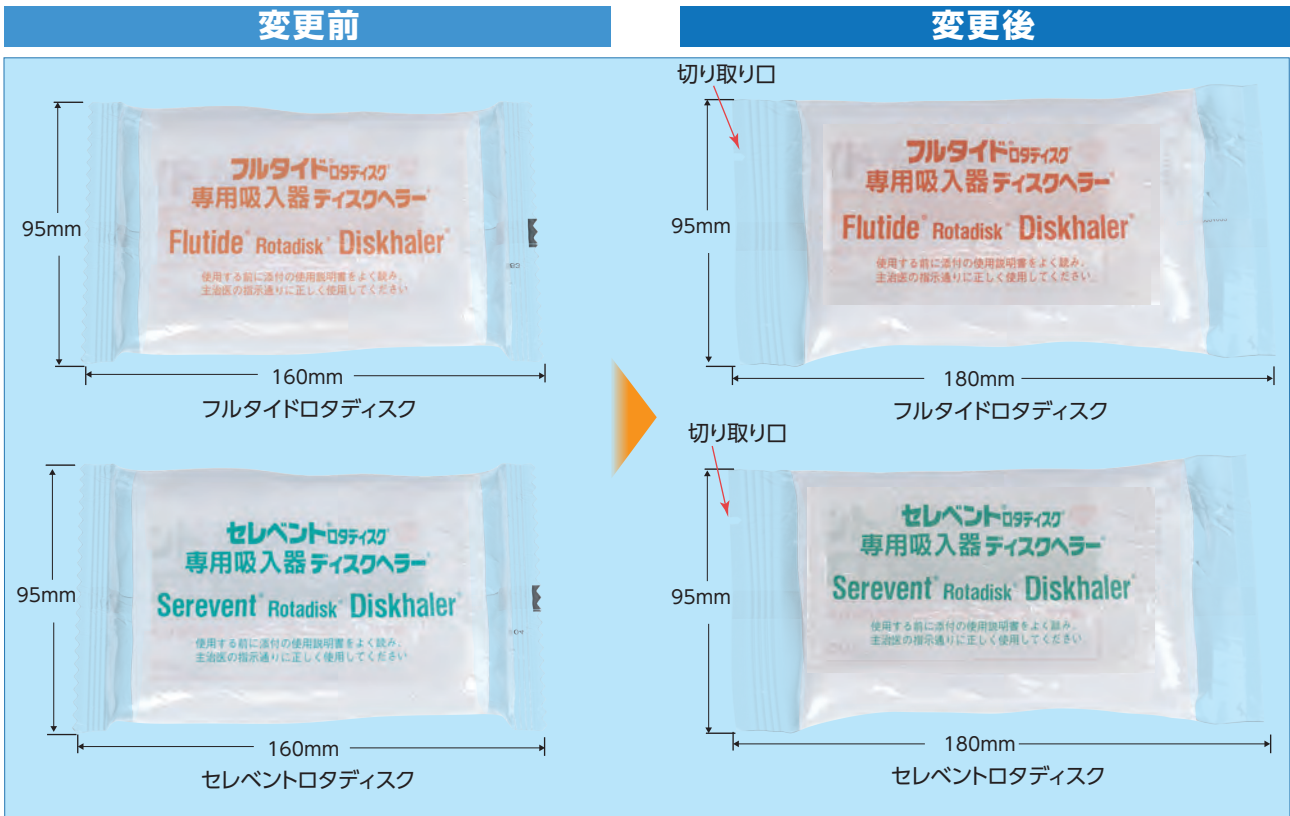 変更前
変更後
95mm
フルタイド®ロタディスク®
専用吸入器ディスクヘラー®
Flutide® Rotadisk® Diskhaler®
使用する前に添付の使用説明書をよく読み、
主治医の指示通りに正しく使用してください
160mm
フルタイドロタディスク
切り取り口
95mm
フルタイド®ロタディスク®
専用吸入器ディスクヘラー®
Flutide® Rotadisk® Diskhaler®
使用する前に添付の使用説明書をよく読み、
主治医の指示通りに正しく使用してください
180mm
フルタイドロタディスク
95mm
セレベント®ロタディスク®
専用吸入器ディスクヘラー®
Serevent® Rotadisk® Diskhaler®
使用する前に添付の使用説明書をよく読み、
主治医の指示通りに正しく使用してください
160mm
セレベントロタディスク
切り取り口
95mm
セレベント®ロタディスク®
専用吸入器ディスクヘラー®
Serevent® Rotadisk® Diskhaler®
使用する前に添付の使用説明書をよく読み、
主治医の指示通りに正しく使用してください
180mm
セレベントロタディスク